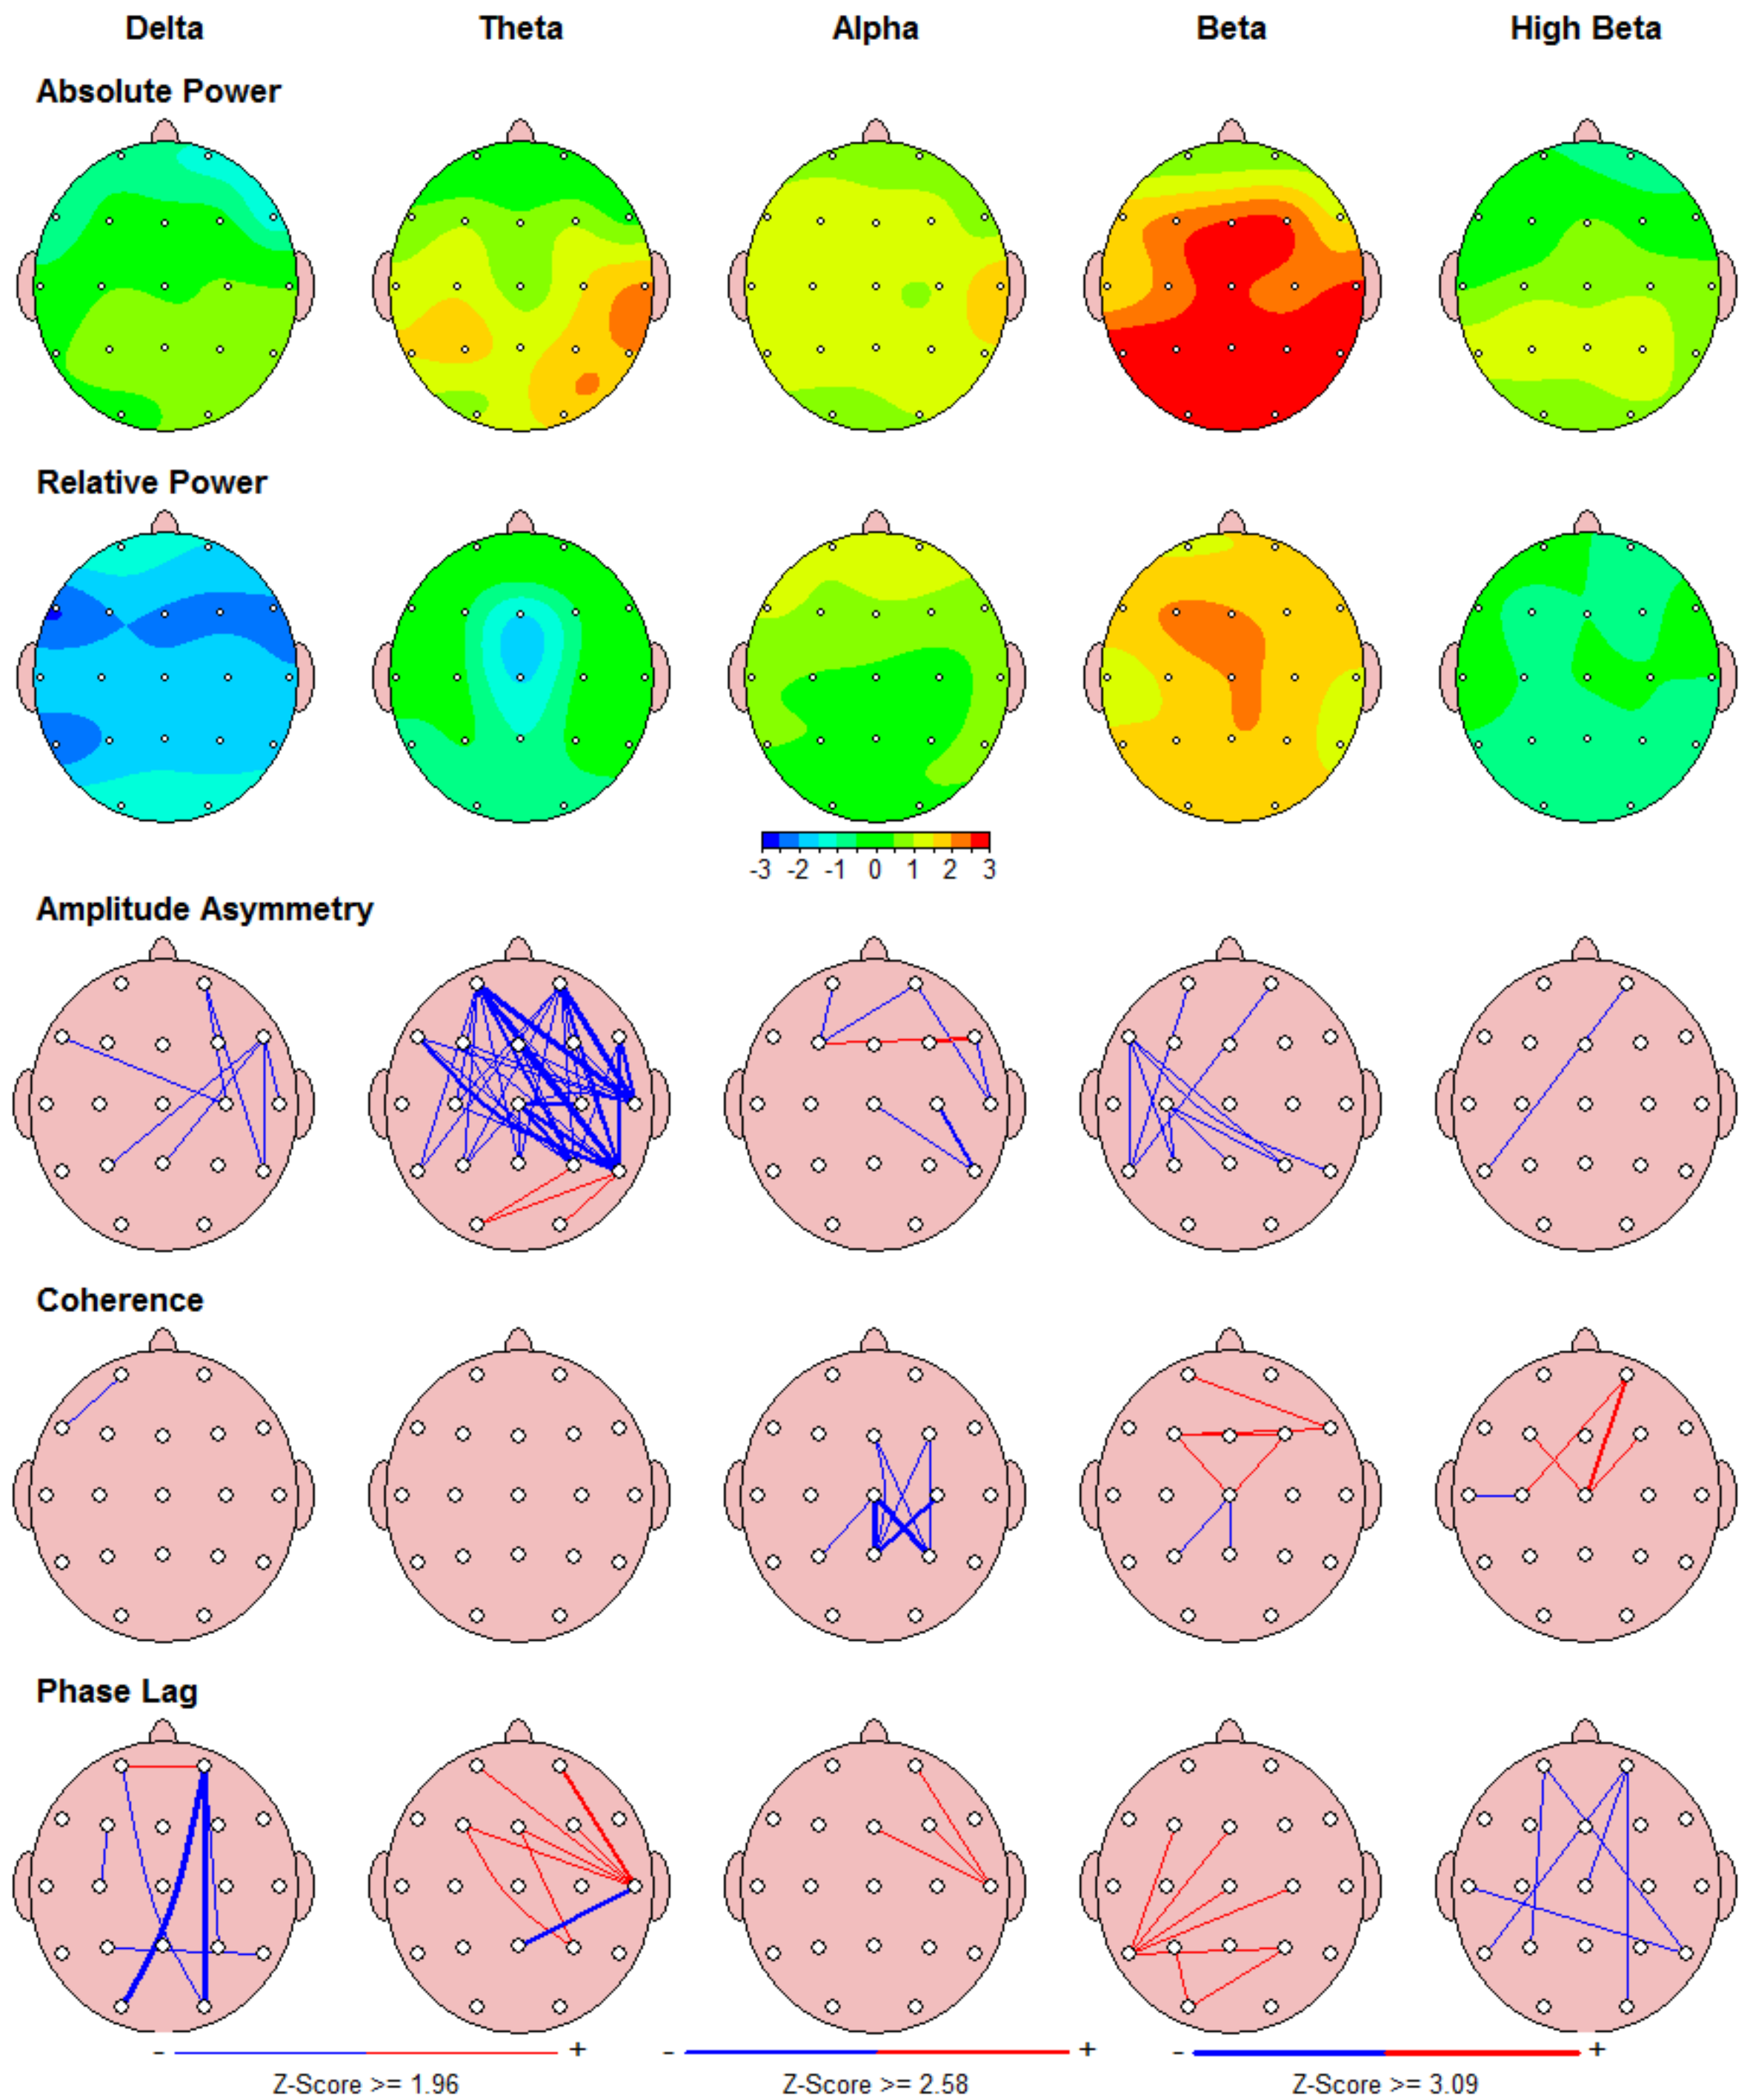 Delta Theta Alpha Beta High Beta
Absolute Power
Relative Power
-3 -2 -1 0 1 2 3
Amplitude Asymmetry
Coherence
Phase Lag
- + - + - +
Z-Score >= 1.96 Z-Score >= 2.58 Z-Score >= 3.09